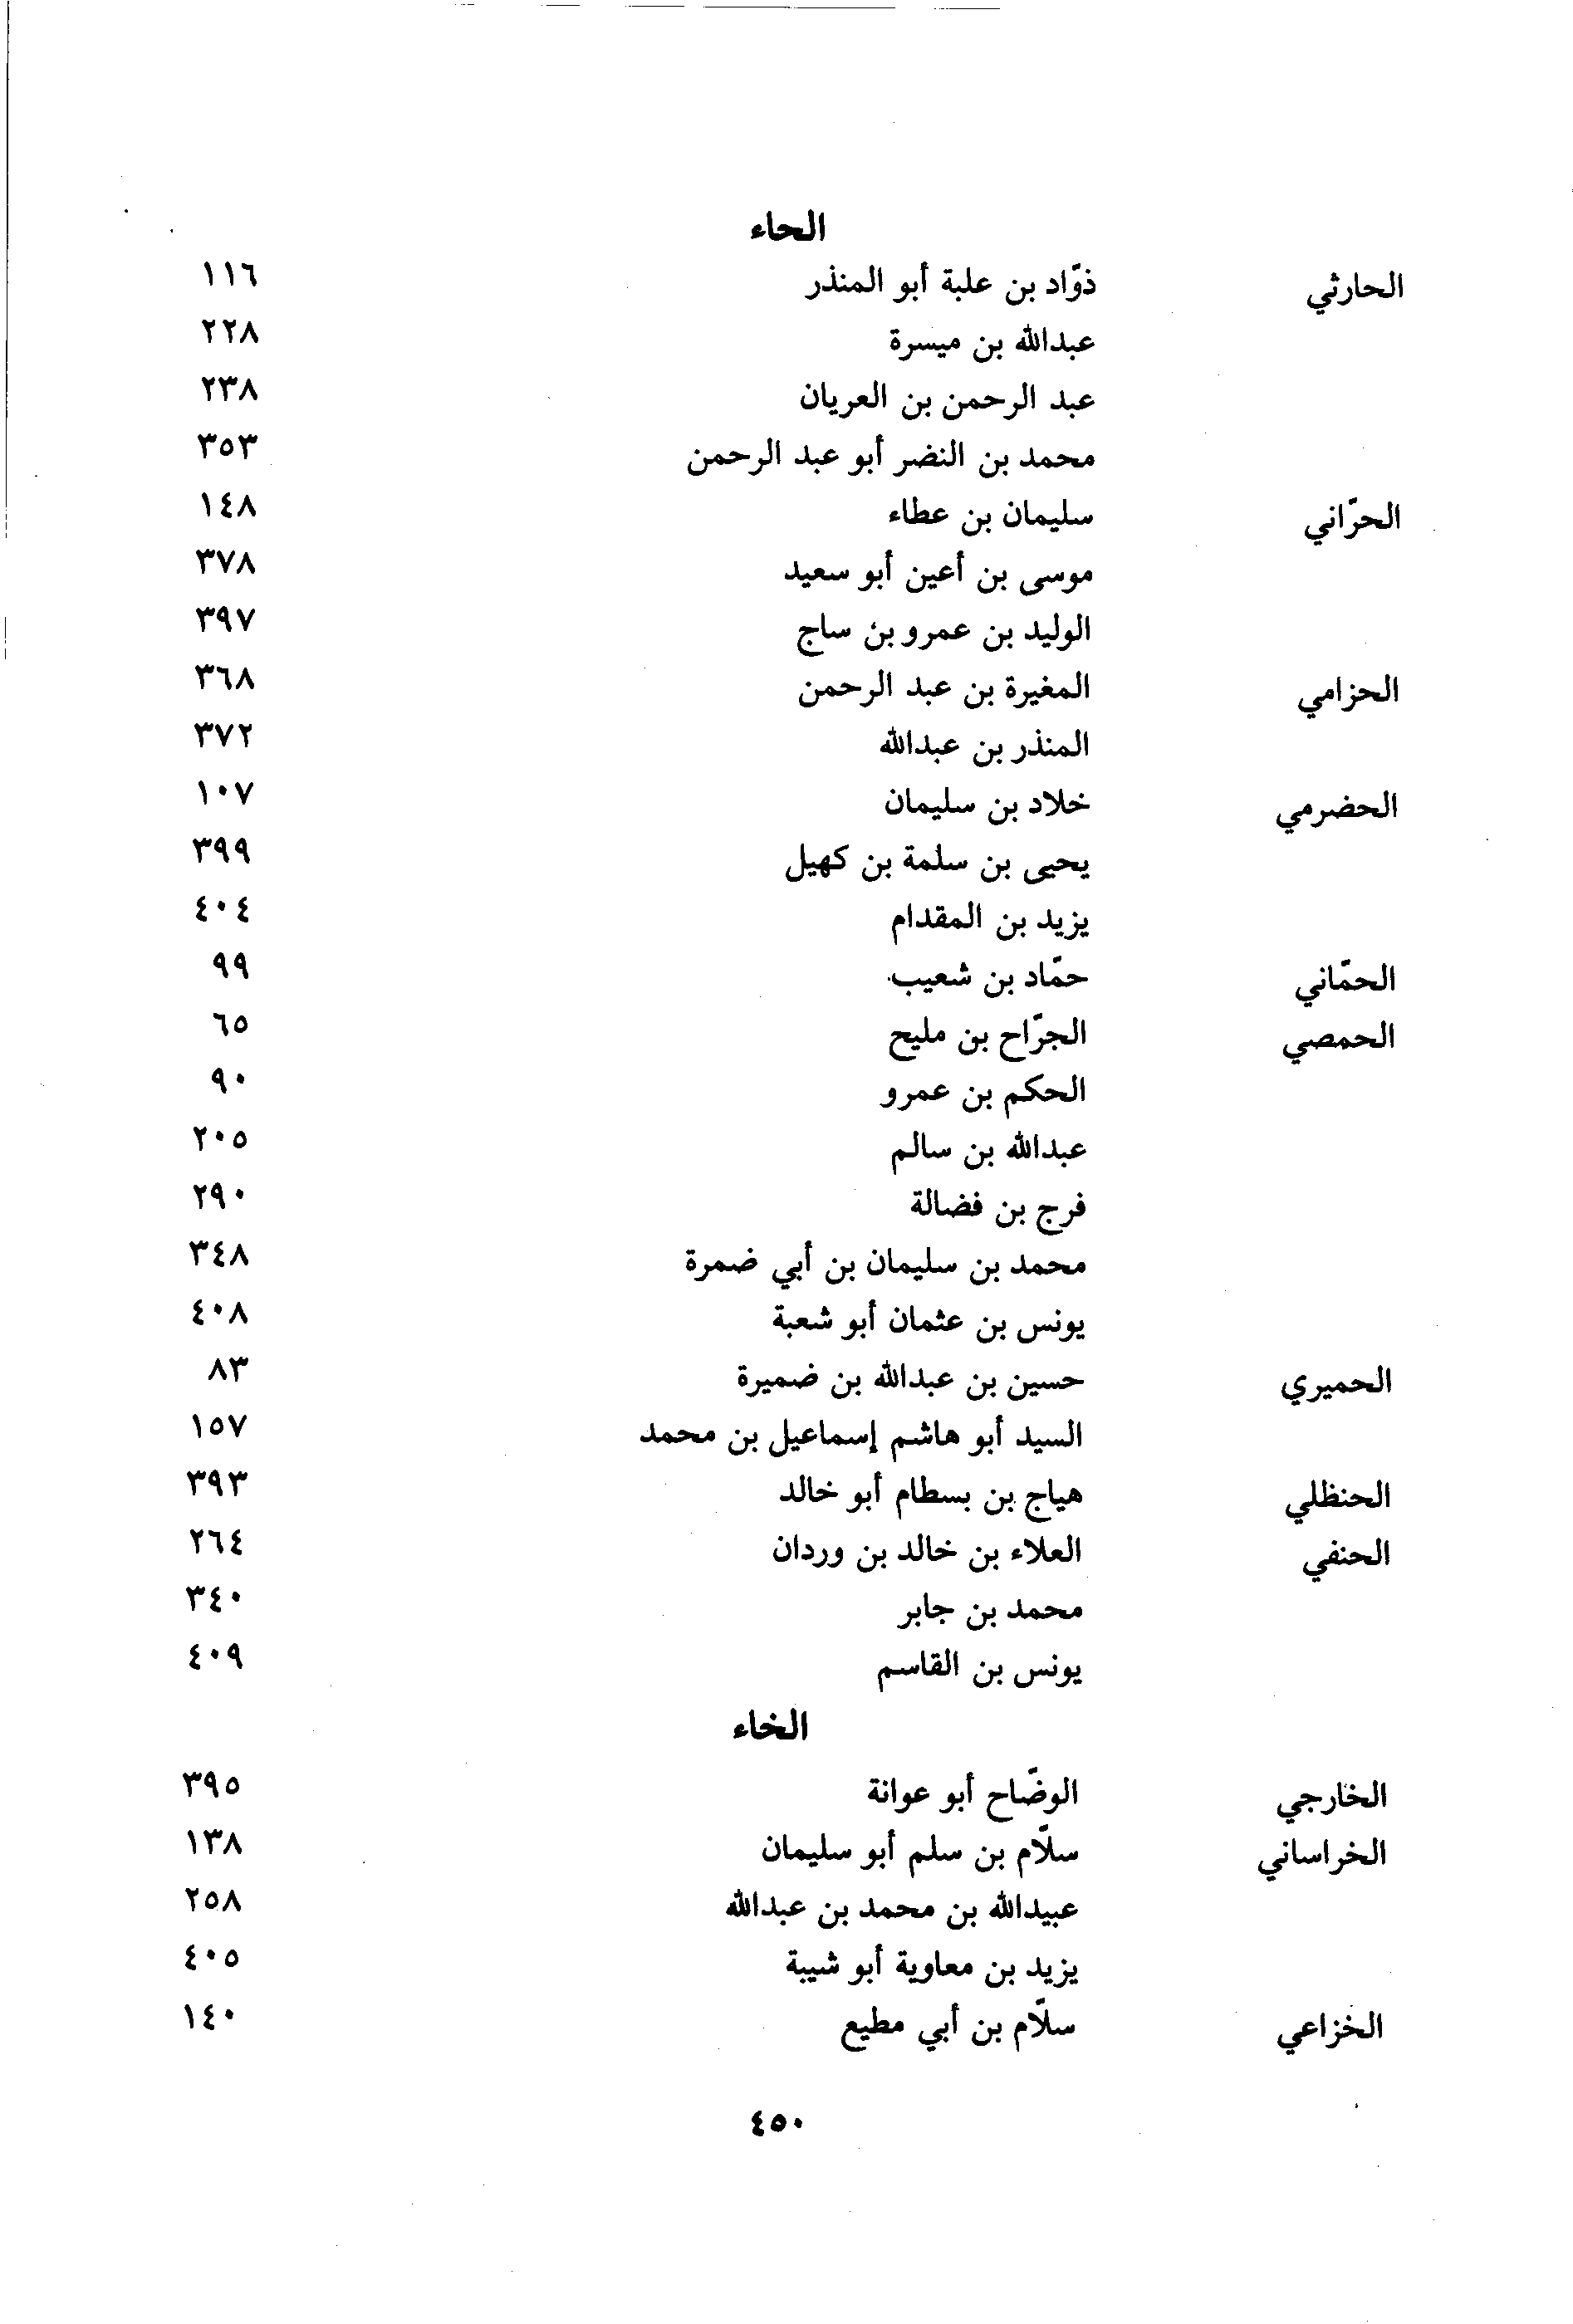 الحاء
الحارثي ذوّاد بن علبة أبو المنذر ١١٦
عبدالله بن ميسرة ٢٢٨
عبد الرحمن بن العريان ٢٣٨
محمد بن النضر أبو عبد الرحمن ٣٥٣
الحرّاني سليمان بن عطاء ١٤٨
موسى بن أعين أبو سعيد ٣٧٨
الوليد بن عمرو بن ساج ٣٩٧
الحزامي المغيرة بن عبد الرحمن ٣٦٨
المنذر بن عبدالله ٣٧٢
الحضرمي خلاد بن سليمان ١٠٧
يحيى بن سلمة بن كهيل ٣٩٩
يزيد بن المقدام ٤٠٤
الحمّاني حمّاد بن شعيب ٩٩
الحمصي الجرّاح بن مليح ٦٥
الحكم بن عمرو ٩٠
عبدالله بن سالم ٢٠٥
فرج بن فضالة ٢٩٠
محمد بن سليمان بن أبي ضمرة ٣٤٨
يونس بن عثمان أبو شعبة ٤٠٨
الحميري حسين بن عبدالله بن ضميرة ٨٣
السيد أبو هاشم إسماعيل بن محمد ١٥٧
الحنظلي هياج بن بسطام أبو خالد ٣٩٣
الحنفي العلاء بن خالد بن وردان ٢٦٤
محمد بن جابر ٣٤٠
يونس بن القاسم ٤٠٩
الخاء
الخارجي الوضّاح أبو عوانة ٣٩٥
الخراساني سلّام بن سلم أبو سليمان ١٣٨
عبيدالله بن محمد بن عبدالله ٢٥٨
يزيد بن معاوية أبو شيبة ٤٠٥
الخزاعي سلّام بن أبي مطيع ١٤٠
٤٥٠